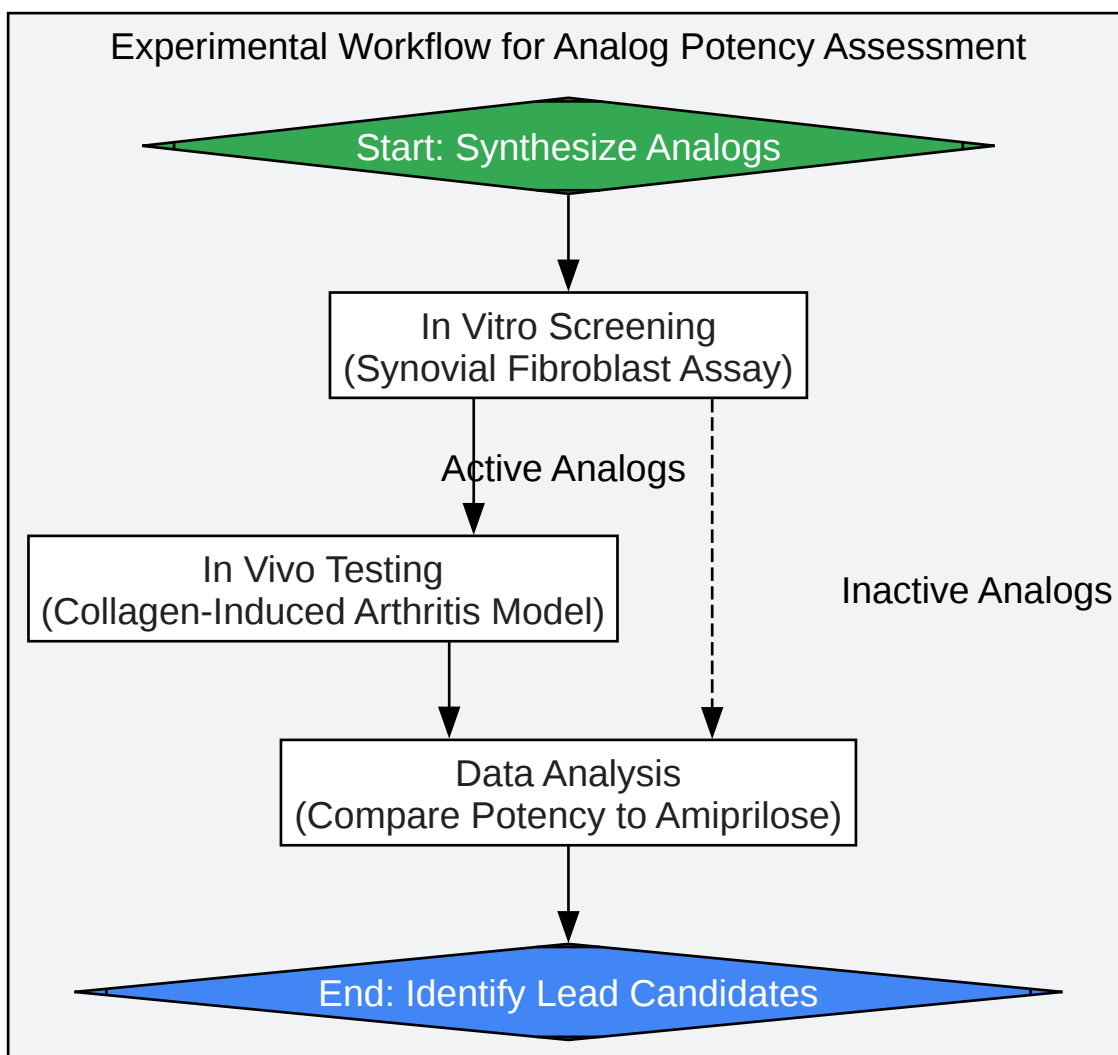 Experimental Workflow for Analog Potency Assessment
Start: Synthesize Analogs
In Vitro Screening
(Synovial Fibroblast Assay)
Active Analogs
In Vivo Testing
(Collagen-Induced Arthritis Model)
Inactive Analogs
Data Analysis
(Compare Potency to Amiprilose)
End: Identify Lead Candidates